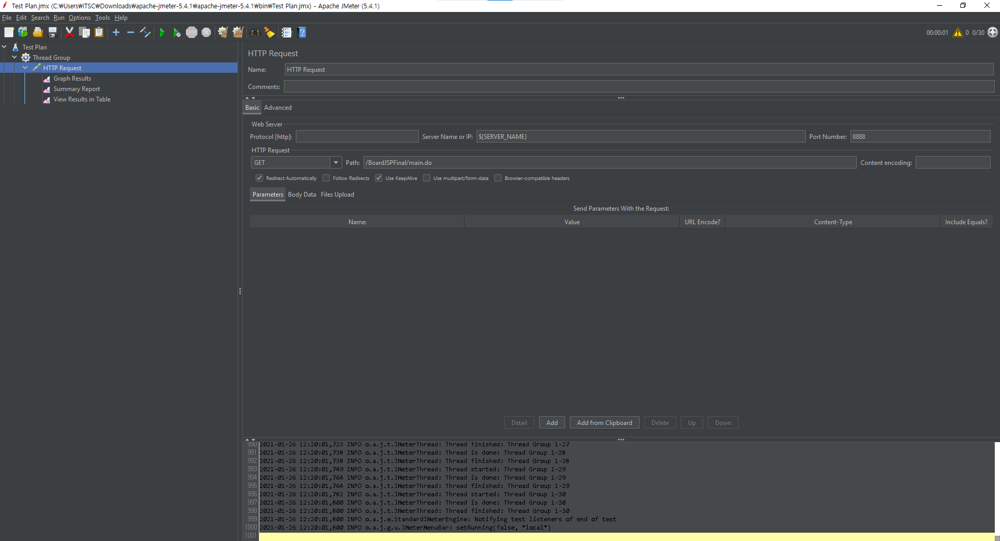 Test Plan.jmx (C:₩Users₩ITSC₩Downloads₩apache-jmeter-5.4.1₩apache-jmeter-5.4.1₩bin₩Test Plan.jmx) - Apache JMeter (5.4.1)
File Edit Search Run Options Tools Help
STOP 00:00:01 0 0/30
Test Plan
Thread Group
HTTP Request
Graph Results
Summary Report
View Results in Table
HTTP Request
Name: HTTP Request
Comments:
Basic Advanced
Web Server
Protocol [http]: Server Name or IP: ${SERVER_NAME} Port Number: 8888
HTTP Request
GET Path: /BoardJSPFinal/main.do Content encoding:
Redirect Automatically Follow Redirects Use KeepAlive Use multipart/form-data Browser-compatible headers
Parameters Body Data Files Upload
Send Parameters With the Request:
Name: Value URL Encode? Content-Type Include Equals?
Detail Add Add from Clipboard Delete Up Down
990 2021-01-26 12:20:01,723 INFO o.a.j.t.JMeterThread: Thread finished: Thread Group 1-27
991 2021-01-26 12:20:01,738 INFO o.a.j.t.JMeterThread: Thread is done: Thread Group 1-28
992 2021-01-26 12:20:01,738 INFO o.a.j.t.JMeterThread: Thread finished: Thread Group 1-28
993 2021-01-26 12:20:01,749 INFO o.a.j.t.JMeterThread: Thread started: Thread Group 1-29
994 2021-01-26 12:20:01,764 INFO o.a.j.t.JMeterThread: Thread is done: Thread Group 1-29
995 2021-01-26 12:20:01,764 INFO o.a.j.t.JMeterThread: Thread finished: Thread Group 1-29
996 2021-01-26 12:20:01,782 INFO o.a.j.t.JMeterThread: Thread started: Thread Group 1-30
997 2021-01-26 12:20:01,800 INFO o.a.j.t.JMeterThread: Thread is done: Thread Group 1-30
998 2021-01-26 12:20:01,800 INFO o.a.j.t.JMeterThread: Thread finished: Thread Group 1-30
999 2021-01-26 12:20:01,800 INFO o.a.j.e.StandardJMeterEngine: Notifying test listeners of end of test
1000 2021-01-26 12:20:01,800 INFO o.a.j.g.u.JMeterMenuBar: setRunning(false, *local*)
1001